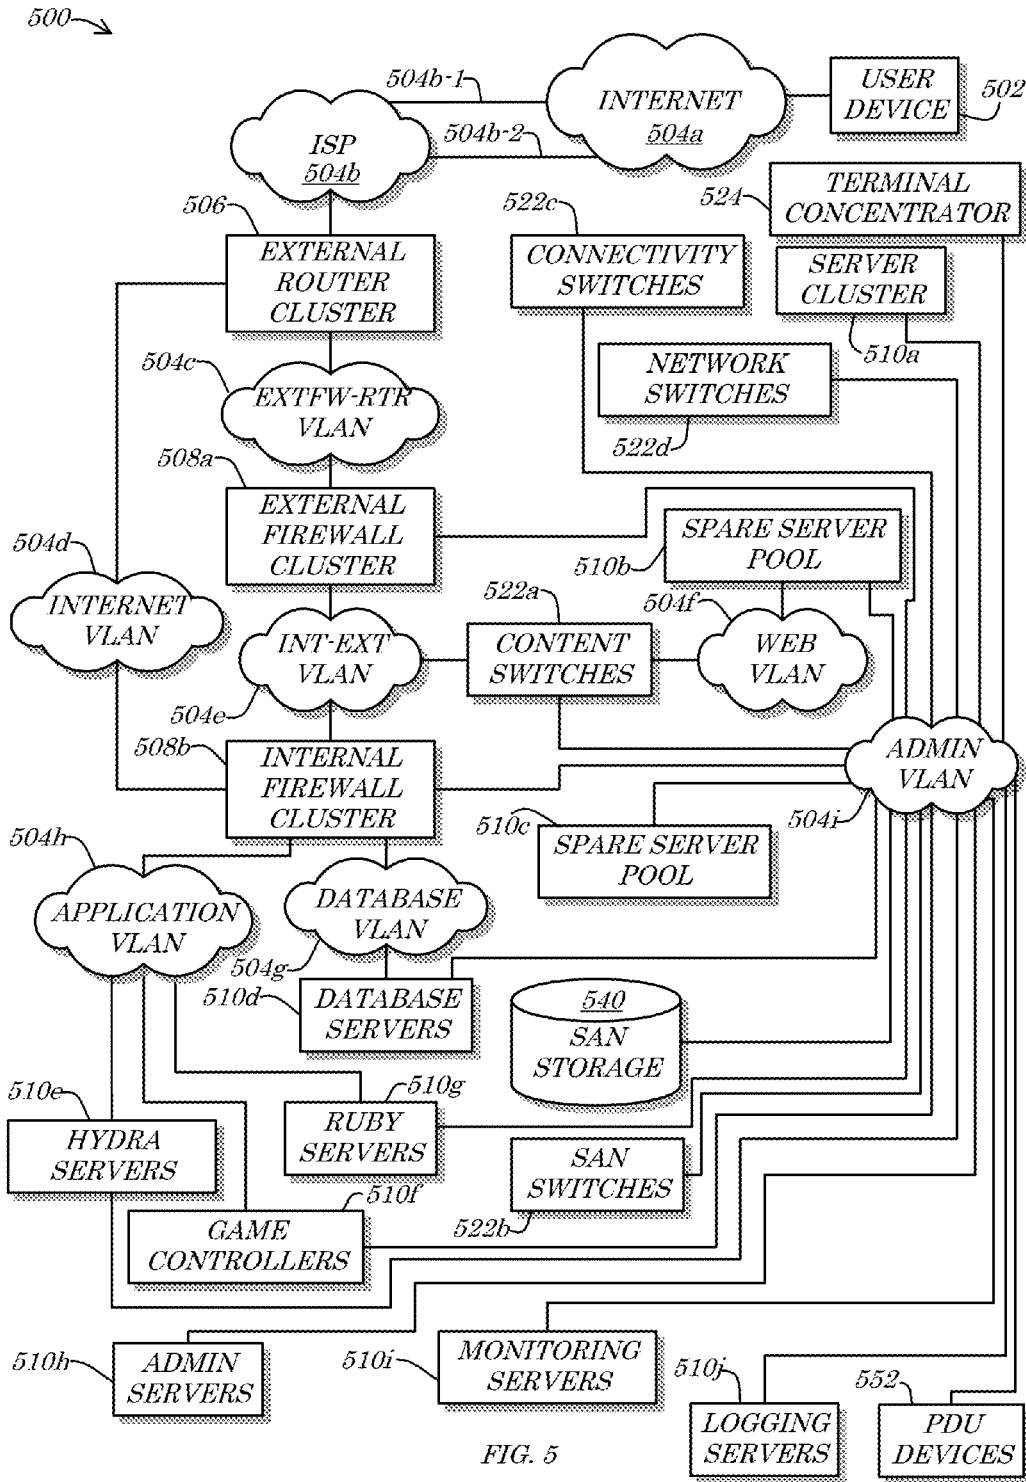 500
504b-1
INTERNET
504a
USER
DEVICE
502
ISP
504b
504b-2
506
EXTERNAL
ROUTER
CLUSTER
522c
CONNECTIVITY
SWITCHES
524
TERMINAL
CONCENTRATOR
SERVER
CLUSTER
510a
504c
EXTFW-RTR
VLAN
NETWORK
SWITCHES
522d
508a
EXTERNAL
FIREWALL
CLUSTER
SPARE SERVER
POOL
510b
504d
INTERNET
VLAN
INT-EXT
VLAN
504e
522a
CONTENT
SWITCHES
504f
WEB
VLAN
508b
INTERNAL
FIREWALL
CLUSTER
ADMIN
VLAN
504i
510c
SPARE SERVER
POOL
504h
APPLICATION
VLAN
DATABASE
VLAN
504g
510d
DATABASE
SERVERS
540
SAN
STORAGE
510e
HYDRA
SERVERS
510g
RUBY
SERVERS
SAN
SWITCHES
522b
510f
GAME
CONTROLLERS
510h
ADMIN
SERVERS
510i
MONITORING
SERVERS
510j
LOGGING
SERVERS
552
PDU
DEVICES
FIG. 5